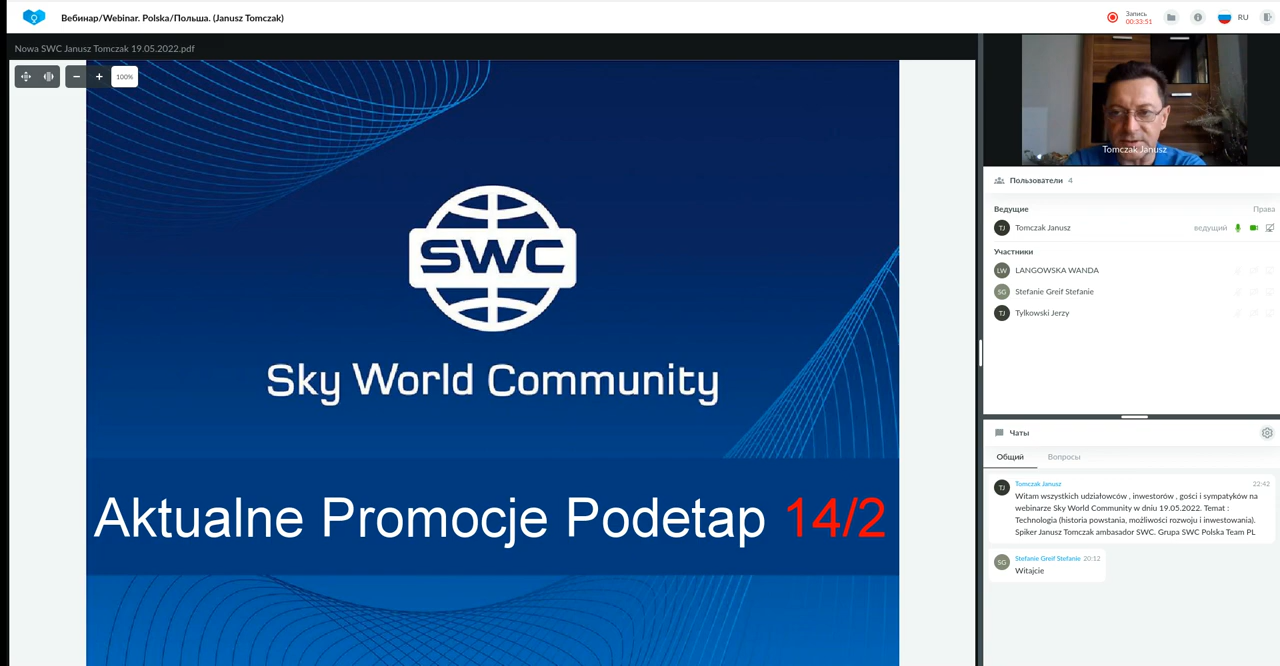 Вебинар/Webinar. Polska/Польша. (Janusz Tomczak)
Запись
00:33:51
RU
Nowa SWC Janusz Tomczak 19.05.2022.pdf
100%
SWC
Sky World Community
Aktualne Promocje Podetap 14/2
Tomczak Janusz
Пользователи 4
Ведущие
Права
TJ Tomczak Janusz ведущий
Участники
LW LANGOWSKA WANDA
SG Stefanie Greif Stefanie
TJ Tylkowski Jerzy
Чаты
Общий Вопросы
TJ Tomczak Janusz 22:42
Witam wszystkich udziałowców , inwestorów , gości i sympatyków na
webinarze Sky World Community w dniu 19.05.2022. Temat :
Technologia (historia powstania, możliwości rozwoju i inwestowania).
Spiker Janusz Tomczak ambasador SWC. Grupa SWC Polska Team PL
SG Stefanie Greif Stefanie 20:12
Witajcie